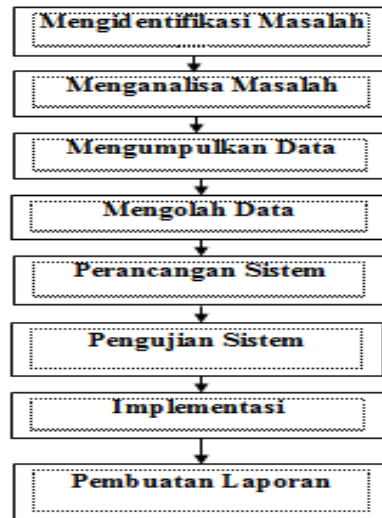 Mengidentifikasi Masalah
.....
Menganalisa Masalah
Mengumpulkan Data
Mengolah Data
Perancangan Sistem
Pengujian Sistem
Implementasi
Pembuatan Laporan